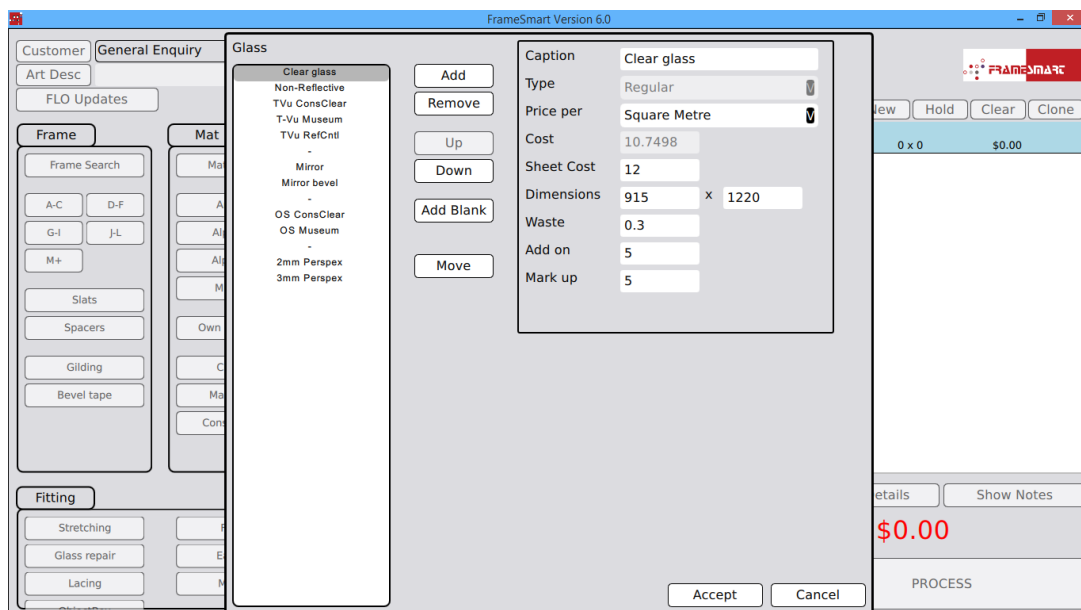 FrameSmart Version 6.0
Customer
General Enquiry
Art Desc
FLO Updates
Frame
Mat
Frame Search
A-C
D-F
G-I
J-L
M+
Slats
Spacers
Own
Gilding
Bevel tape
Fitting
Stretching
Glass repair
Lacing
Glass
Clear glass
Non-Reflective
TVu ConsClear
T-Vu Museum
TVu RefCntl
-
Mirror
Mirror bevel
-
OS ConsClear
OS Museum
-
2mm Perspex
3mm Perspex
Add
Remove
Up
Down
Add Blank
Move
Caption
Clear glass
Type
Regular
V
Price per
Square Metre
V
Cost
10.7498
Sheet Cost
12
Dimensions
915 x 1220
Waste
0.3
Add on
5
Mark up
5
Accept
Cancel
FRAMESMART
New
Hold
Clear
Clone
0 x 0
$0.00
Show Notes
$0.00
PROCESS